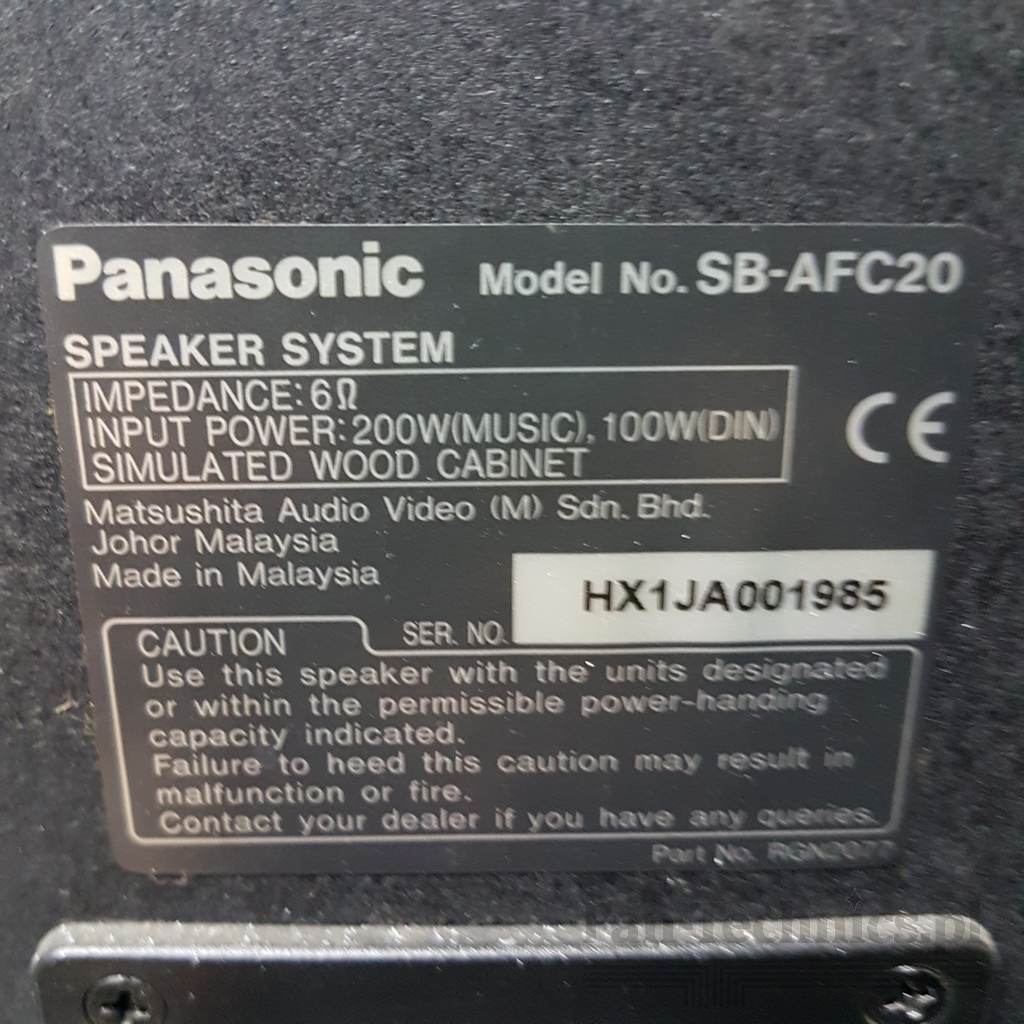 Panasonic Model No. SB-AFC20
SPEAKER SYSTEM
IMPEDANCE: 6Ω
INPUT POWER: 200W(MUSIC), 100W(DIN)
SIMULATED WOOD CABINET
CE
Matsushita Audio Video (M) Sdn. Bhd.
Johor Malaysia
Made in Malaysia
SER. NO. HX1JA001985
CAUTION
Use this speaker with the units designated
or within the permissible power-handing
capacity indicated.
Failure to heed this caution may result in
malfunction or fire.
Contact your dealer if you have any queries.
Part No. RGN2077